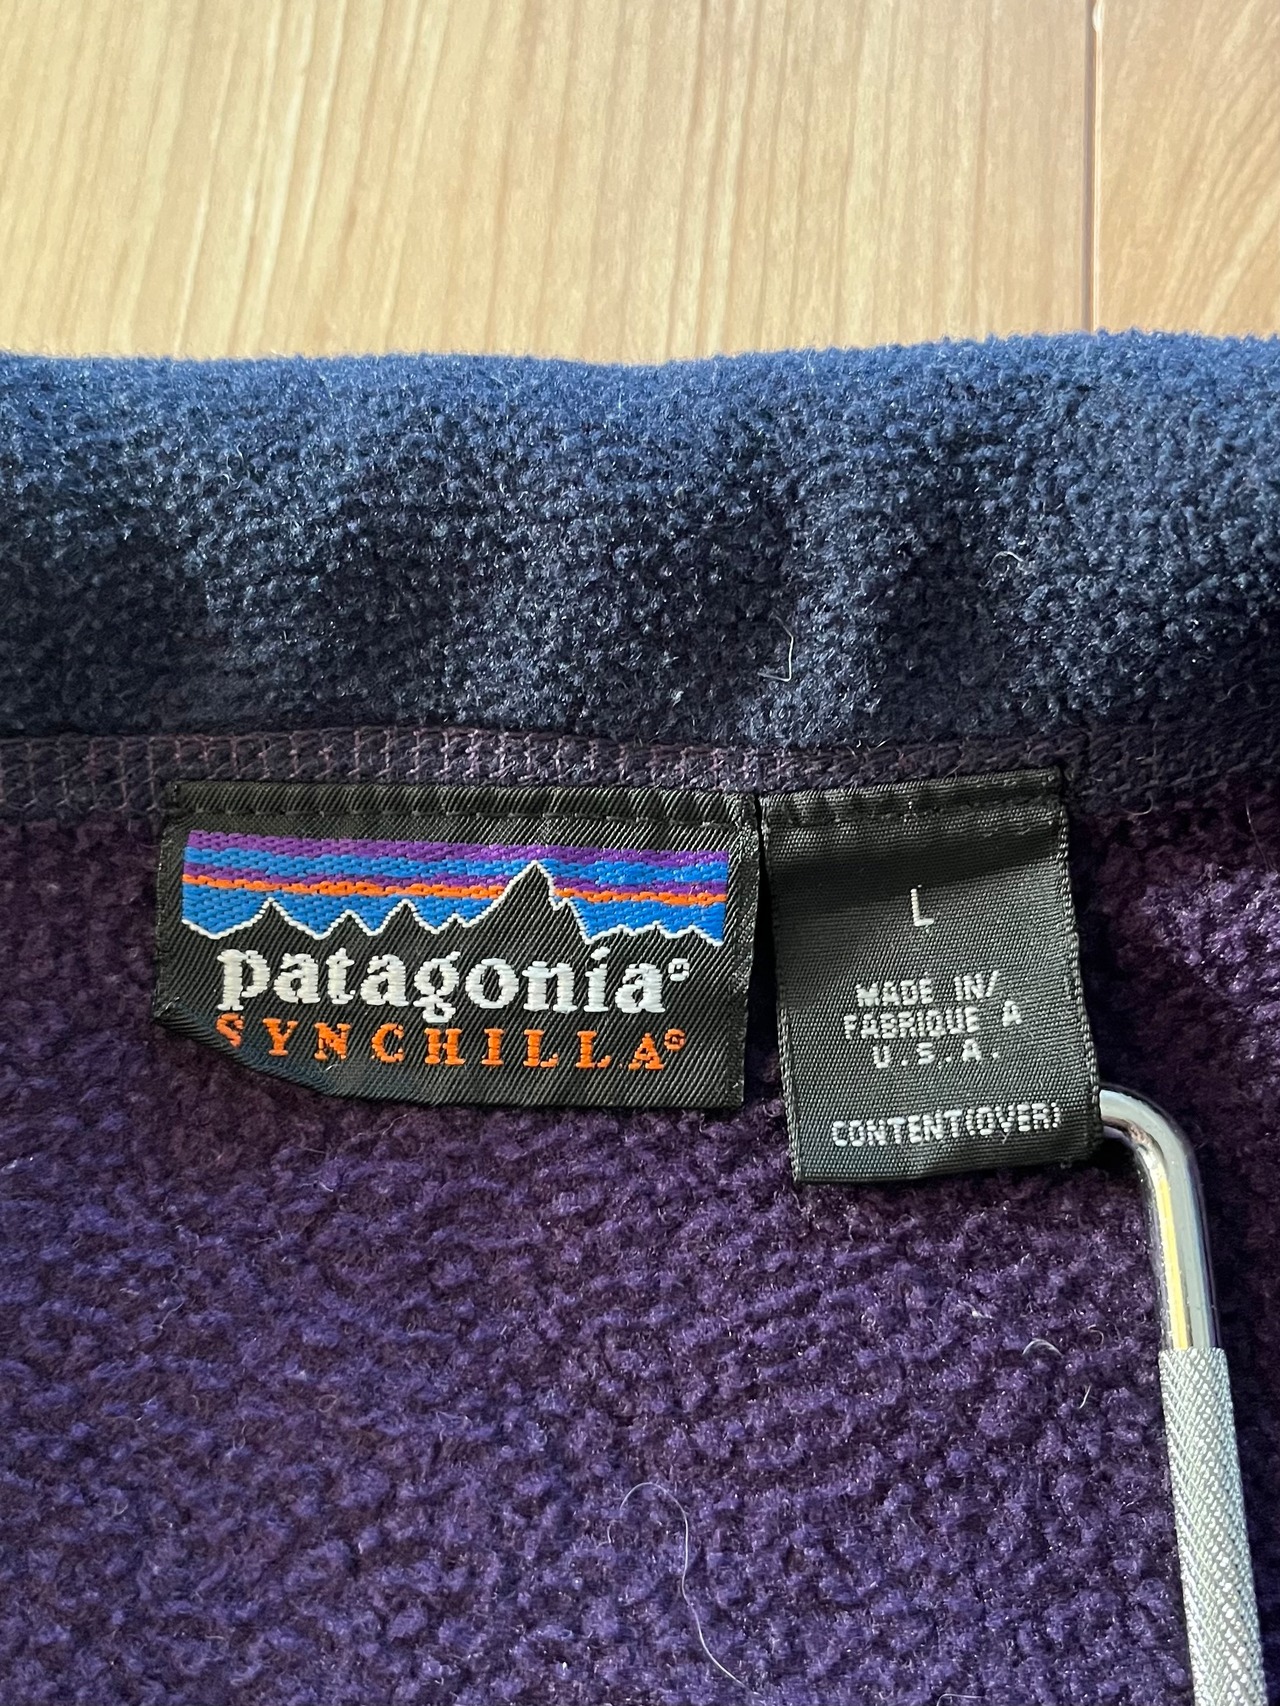 patagonia®
SYNCHILLA®
L
MADE IN/
FABRIQUE A
U.S.A.
CONTENT(OVER)